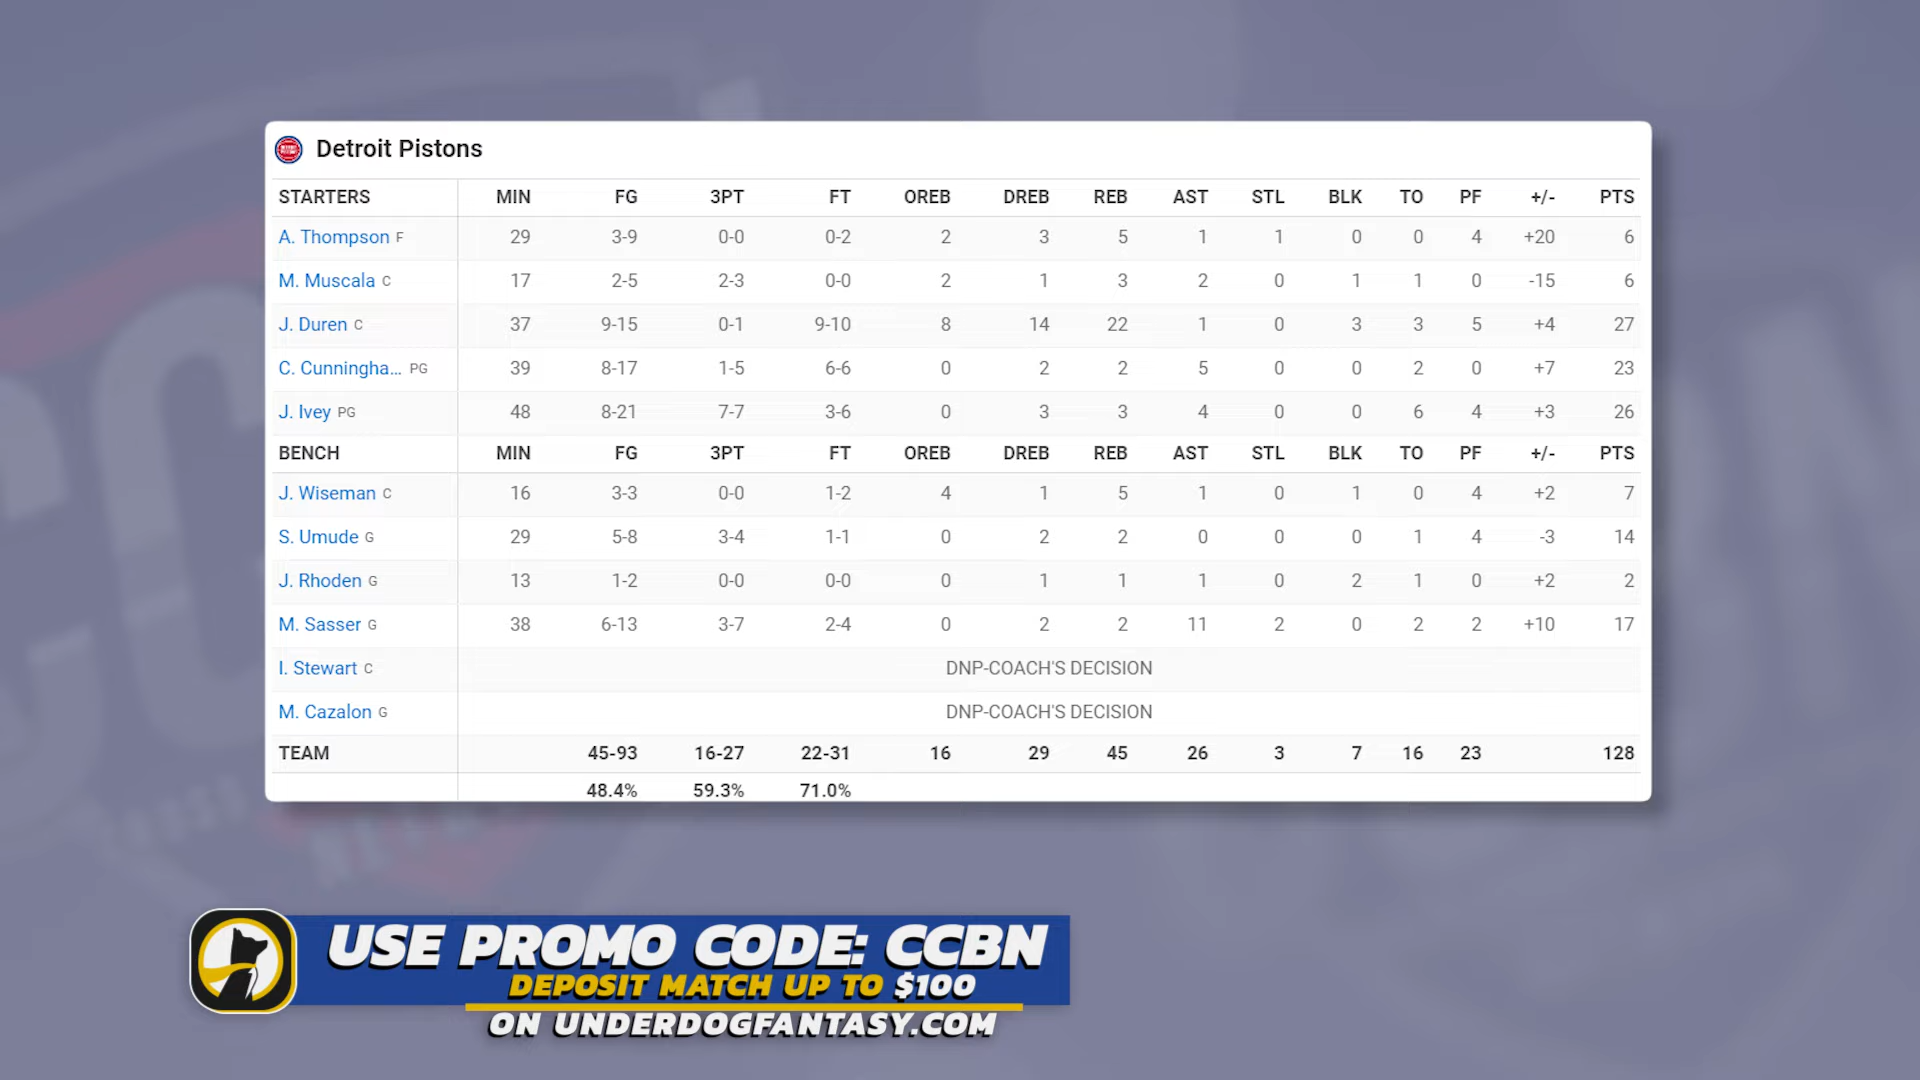 Detroit Pistons
STARTERS MIN FG 3PT FT OREB DREB REB AST STL BLK TO PF +/- PTS
A. Thompson F 29 3-9 0-0 0-2 2 3 5 1 1 0 0 4 +20 6
M. Muscala C 17 2-5 2-3 0-0 2 1 3 2 0 1 1 0 -15 6
J. Duren C 37 9-15 0-1 9-10 8 14 22 1 0 3 3 5 +4 27
C. Cunningha... PG 39 8-17 1-5 6-6 0 2 2 5 0 0 2 0 +7 23
J. Ivey PG 48 8-21 7-7 3-6 0 3 3 4 0 0 6 4 +3 26
BENCH MIN FG 3PT FT OREB DREB REB AST STL BLK TO PF +/- PTS
J. Wiseman C 16 3-3 0-0 1-2 4 1 5 1 0 1 0 4 +2 7
S. Umude G 29 5-8 3-4 1-1 0 2 2 0 0 0 1 4 -3 14
J. Rhoden G 13 1-2 0-0 0-0 0 1 1 1 0 2 1 0 +2 2
M. Sasser G 38 6-13 3-7 2-4 0 2 2 11 2 0 2 2 +10 17
I. Stewart C DNP-COACH'S DECISION
M. Cazalon G DNP-COACH'S DECISION
TEAM 45-93 16-27 22-31 16 29 45 26 3 7 16 23 128
48.4% 59.3% 71.0%
USE PROMO CODE: CCBN
DEPOSIT MATCH UP TO $100
ON UNDERDOGFANTASY.COM